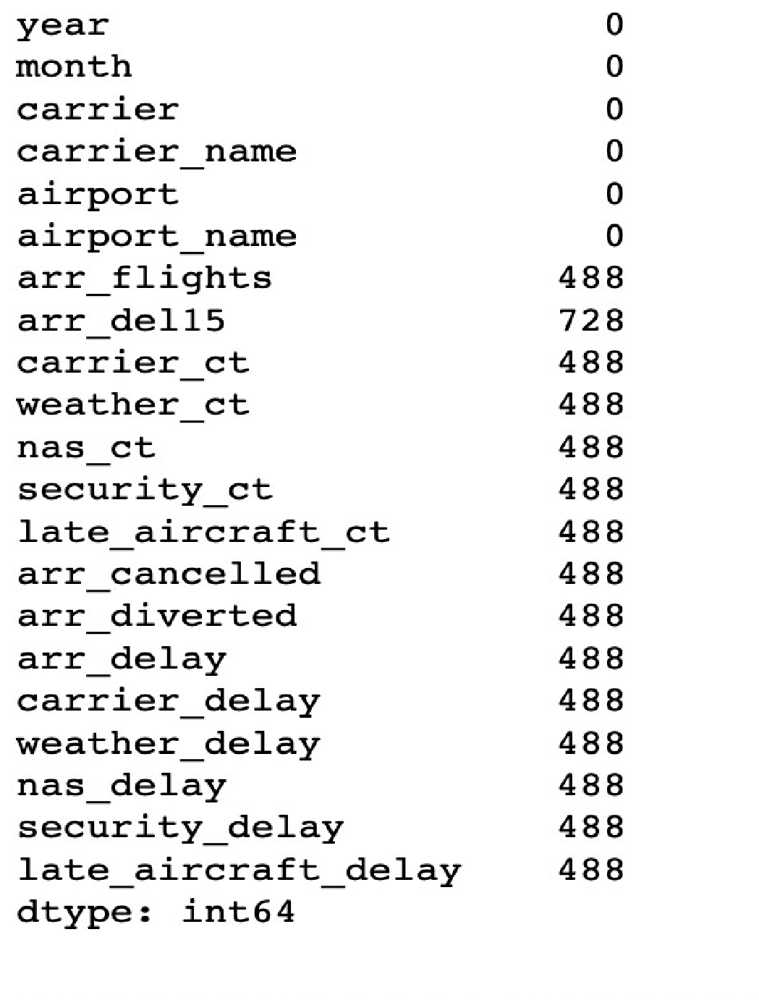 year 0
month 0
carrier 0
carrier_name 0
airport 0
airport_name 0
arr_flights 488
arr_del15 728
carrier_ct 488
weather_ct 488
nas_ct 488
security_ct 488
late_aircraft_ct 488
arr_cancelled 488
arr_diverted 488
arr_delay 488
carrier_delay 488
weather_delay 488
nas_delay 488
security_delay 488
late_aircraft_delay 488
dtype: int64